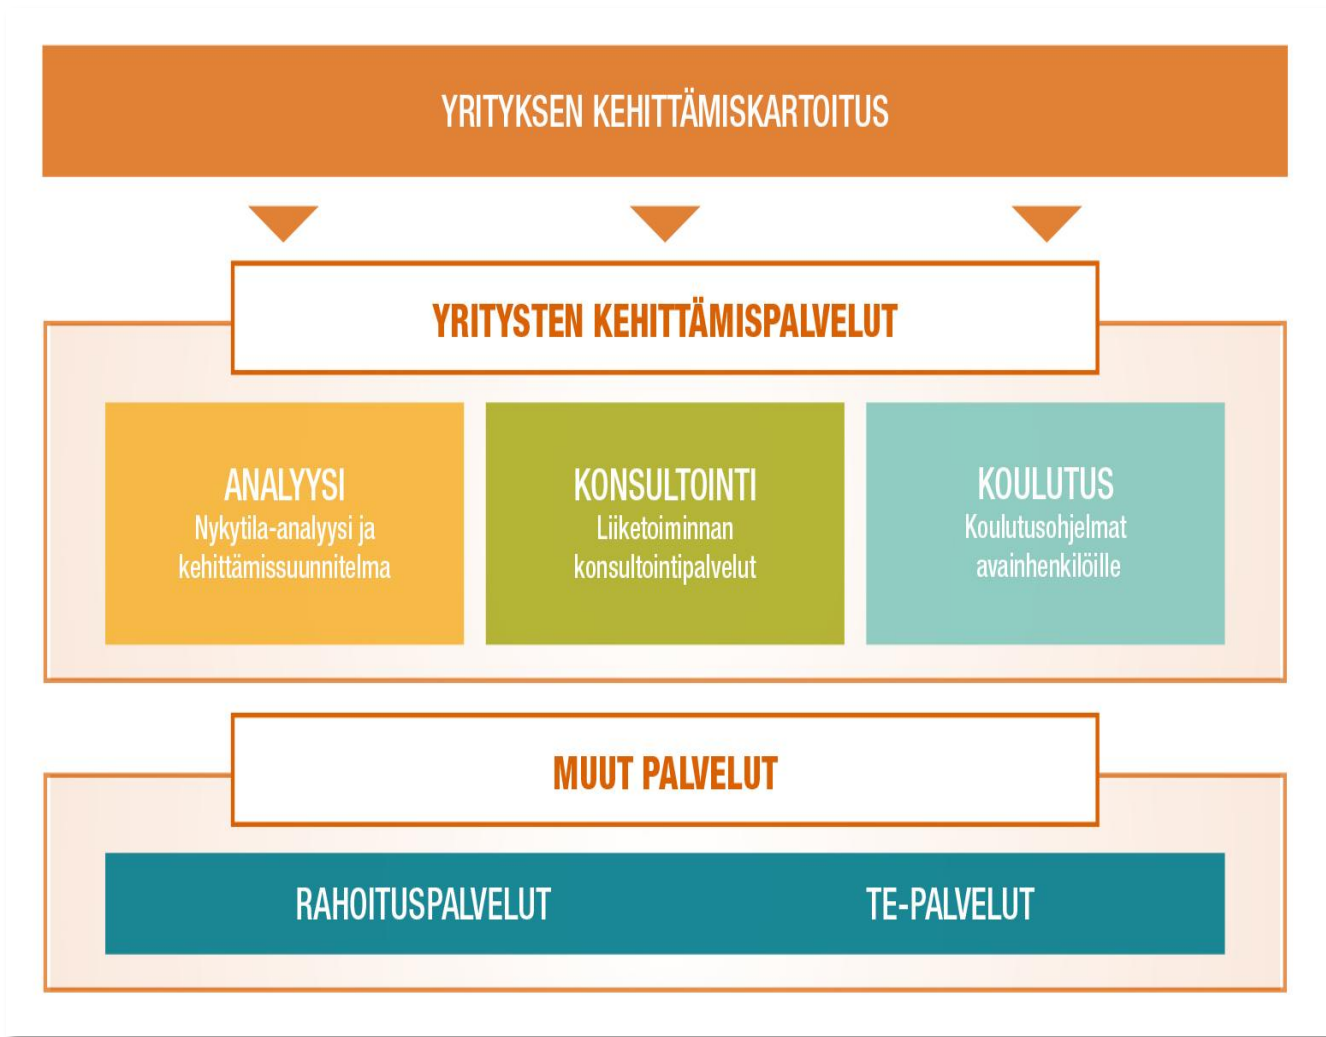 YRITYKSEN KEHITTÄMISKARTOITUS
YRITYSTEN KEHITTÄMISPALVELUT
ANALYYSI
Nykytila-analyysi ja
kehittämissuunnitelma
KONSULTOINTI
Liiketoiminnan
konsultointipalvelut
KOULUTUS
Koulutusohjelmat
avainhenkilöille
MUUT PALVELUT
RAHOITUSPALVELUT
TE-PALVELUT